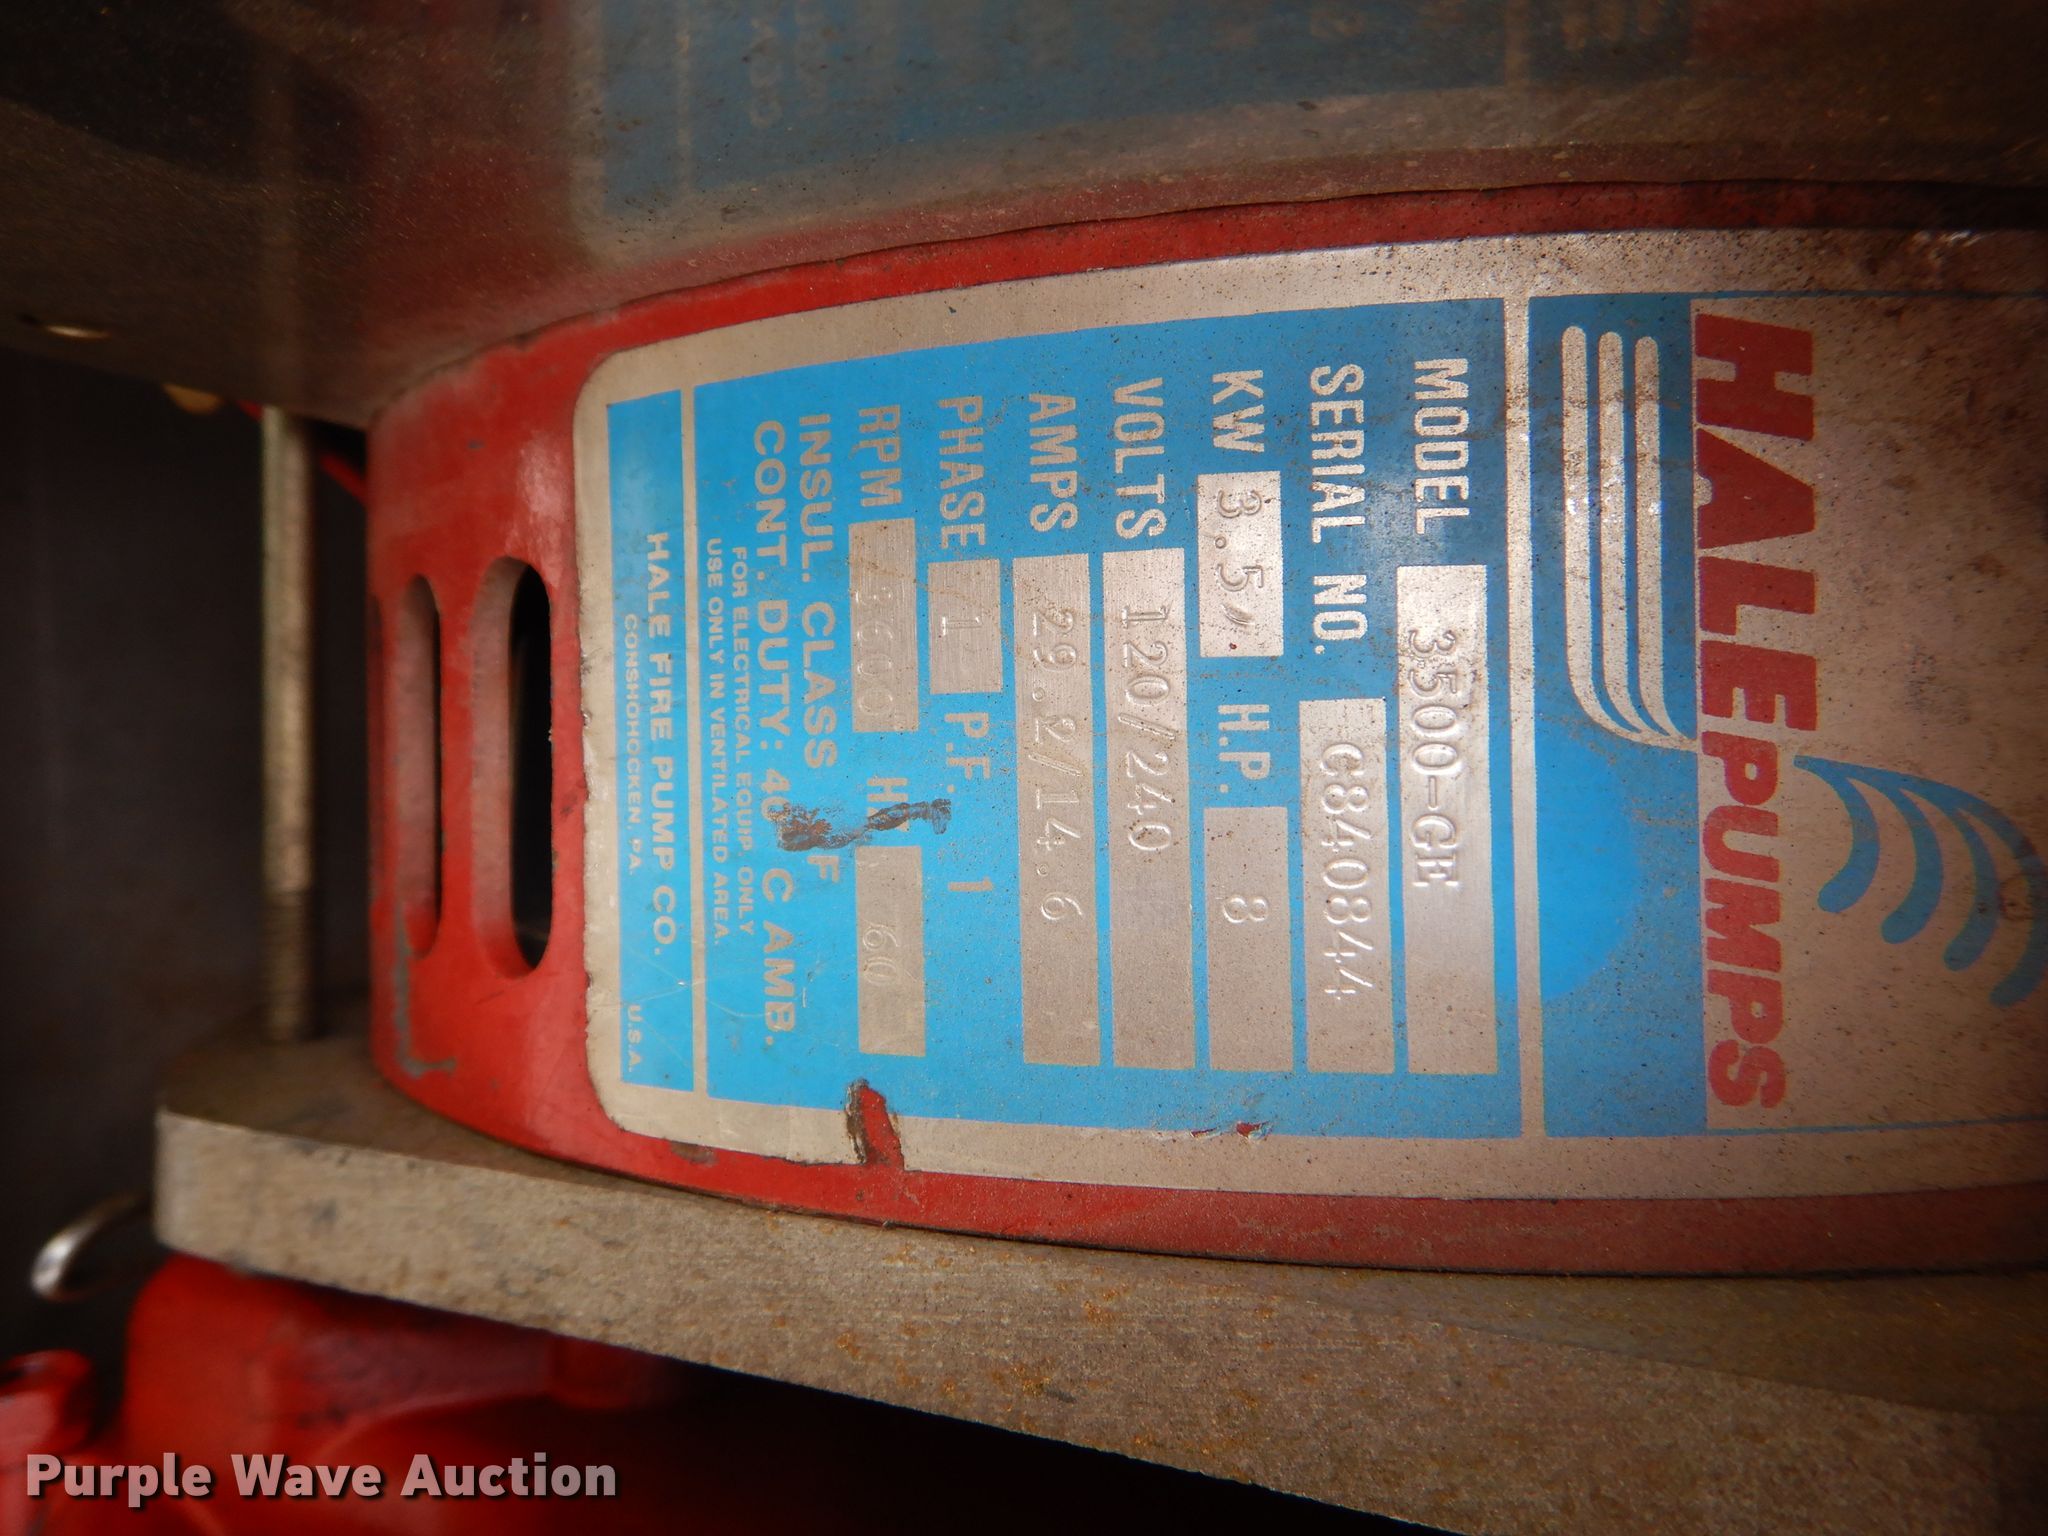 HALE PUMPS
MODEL 3500-GE
SERIAL NO. C840844
KW 3.5 H.P. 8
VOLTS 120/240
AMPS 29.2/14.6
PHASE 1 P.F. 1
RPM 3600 60
INSUL. CLASS F
CONT. DUTY: 40 C AMB.
FOR ELECTRICAL EQUIP. ONLY
USE ONLY IN VENTILATED AREA.
HALE FIRE PUMP CO.
CONSHOHOCKEN, PA. U.S.A.
Purple Wave Auction